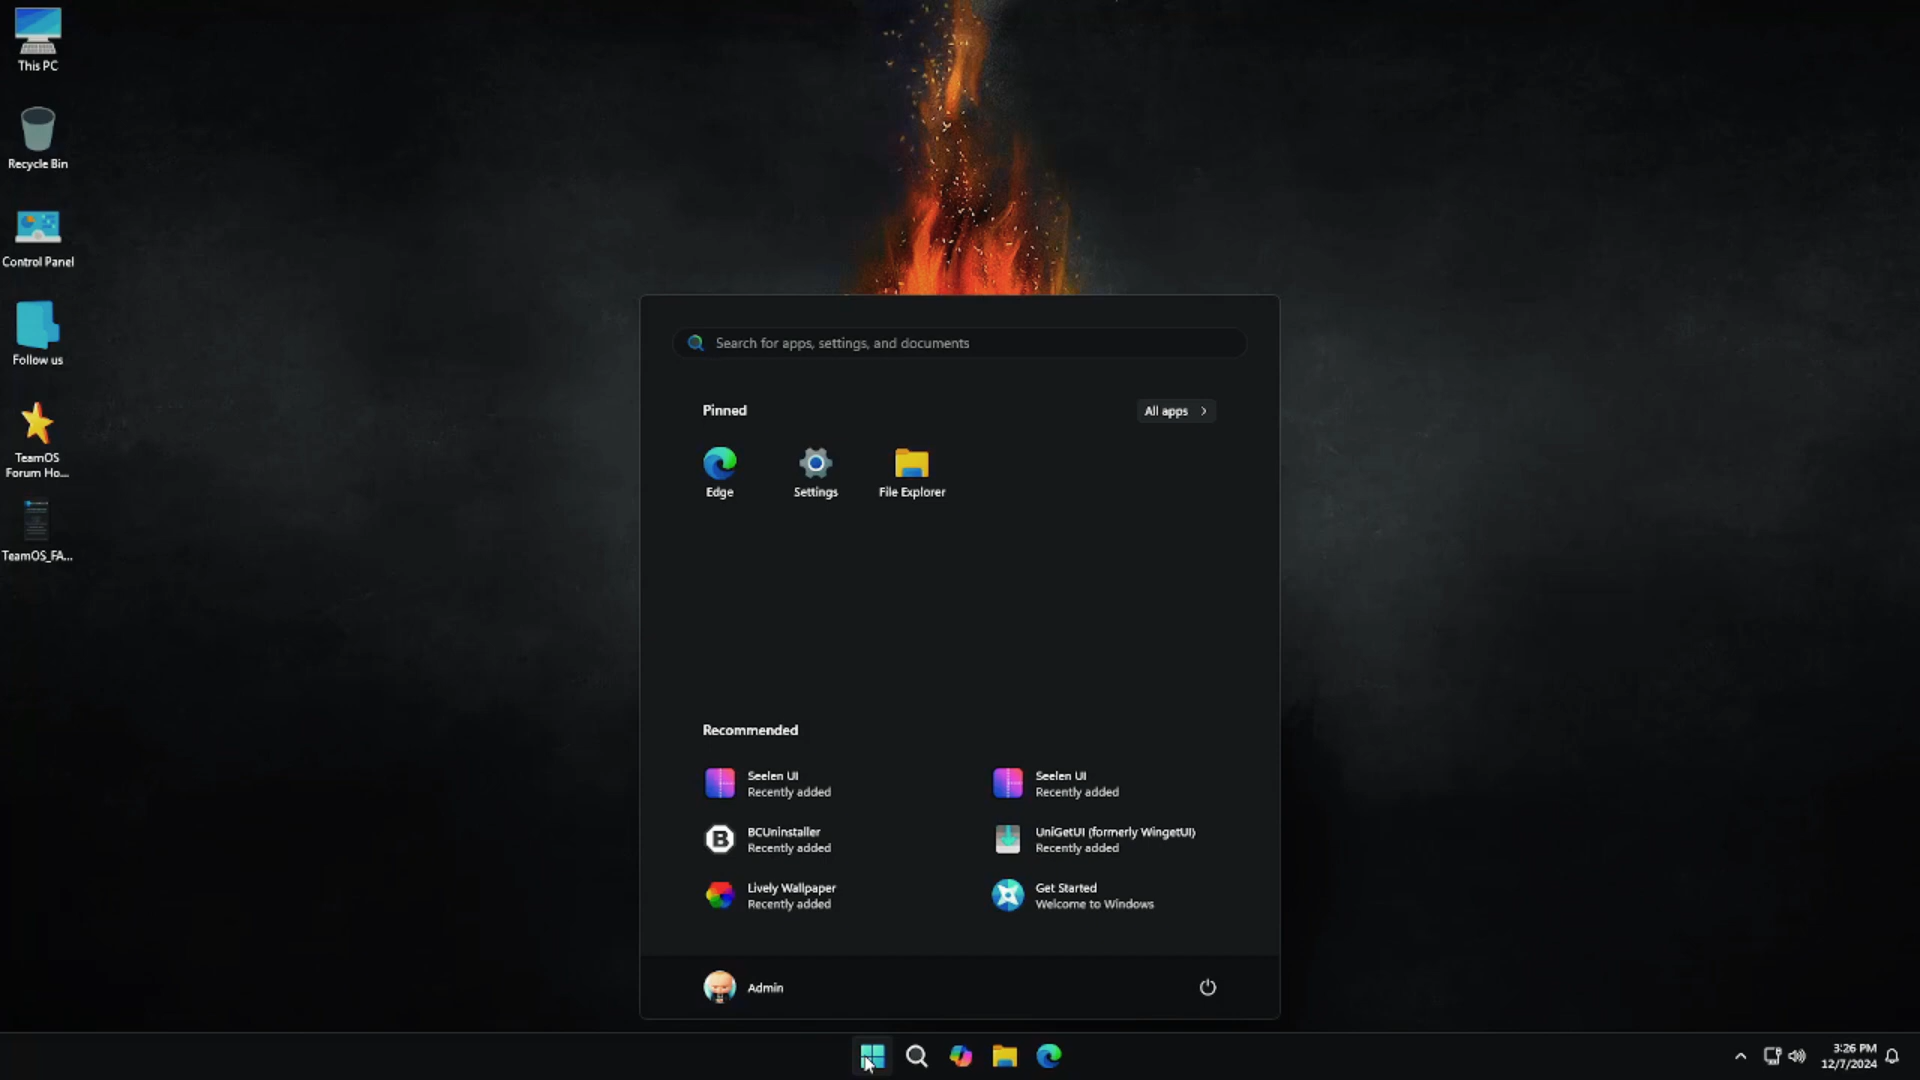 This PC
Recycle Bin
Control Panel
Follow us
TeamOS
Forum Ho...
TeamOS_FA...
Search for apps, settings, and documents
Pinned
All apps
Edge
Settings
File Explorer
Recommended
Seelen UI
Recently added
Seelen UI
Recently added
BCUninstaller
Recently added
UniGetUI (formerly WingetUI)
Recently added
Lively Wallpaper
Recently added
Get Started
Welcome to Windows
Admin
3:26 PM
12/7/2024